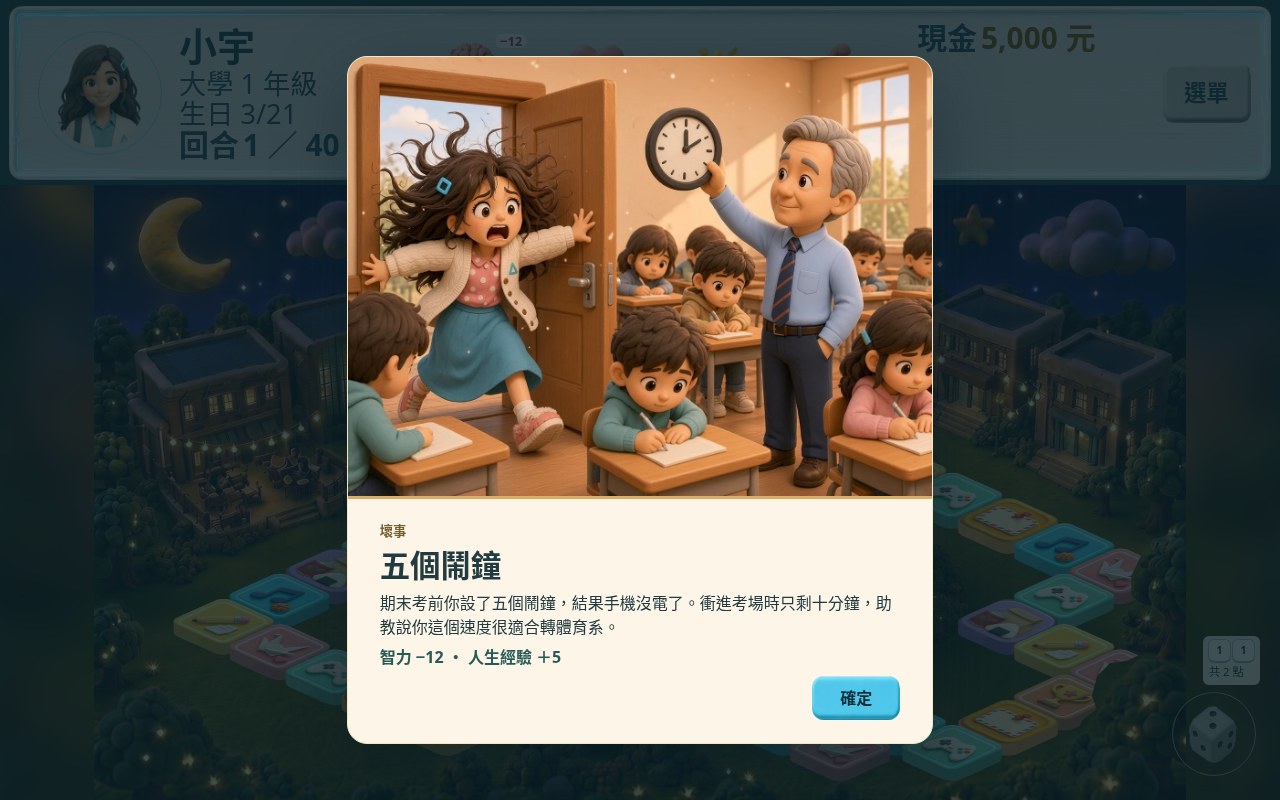 小宇
大學 1 年級
生日 3/21
回合 1 ／ 40
−12
現金 5,000 元
選單
壞事
五個鬧鐘
期末考前你設了五個鬧鐘，結果手機沒電了。衝進考場時只剩十分鐘，助
教說你這個速度很適合轉體育系。
智力 −12 · 人生經驗 ＋5
確定
1 1
共 2 點